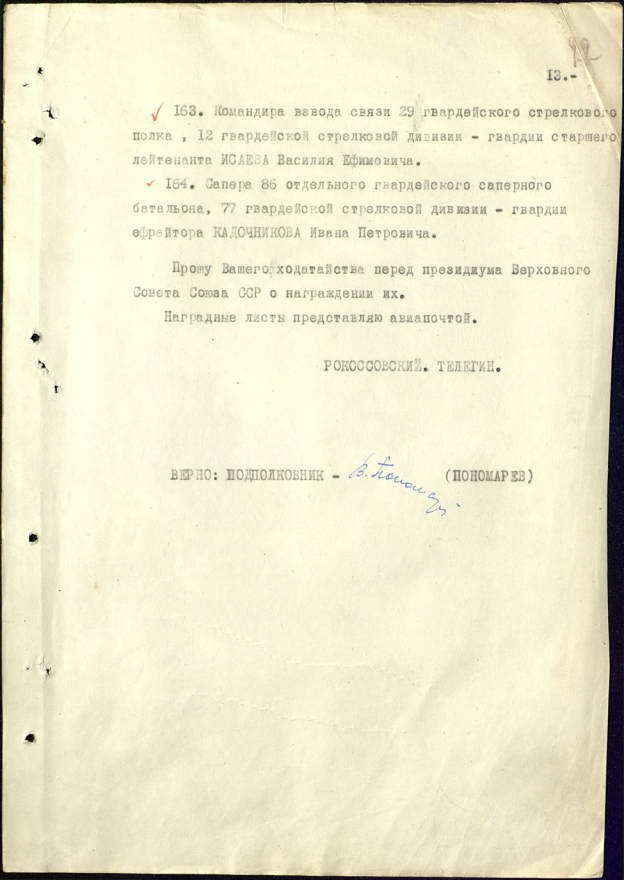 92
13.-
163. Командира взвода связи 29 гвардейского стрелкового
полка , 12 гвардейской стрелковой дивизии - гвардии старшего
лейтенанта ИСАЕВА Василия Ефимовича.
164. Сапера 86 отдельного гвардейского саперного
батальона, 77 гвардейской стрелковой дивизии - гвардии
ефрейтора КАДОЧНИКОВА Ивана Петровича.
Прошу Вашего ходатайства перед президиума Верховного
Совета Союза ССР о награждении их.
Наградные листы представляю авиапочтой.
РОКОССОВСКИЙ. ТЕЛЕГИН.
ВЕРНО: ПОДПОЛКОВНИК - В. Пономарев (ПОНОМАРЕВ)